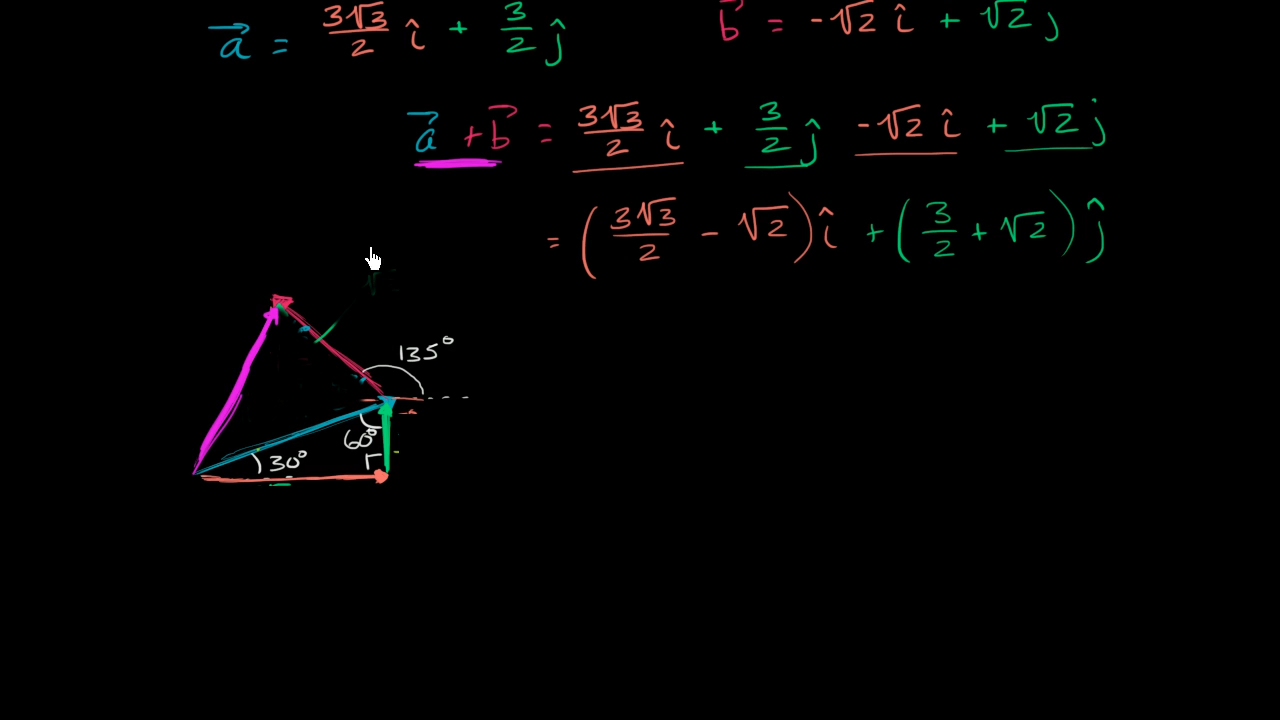 a⃗ = 3√3/2 î + 3/2 ĵ b⃗ = -√2 î + √2 j
a⃗ + b⃗ = 3√3/2 î + 3/2 ĵ -√2 î + √2 j
= (3√3/2 - √2) î + (3/2 + √2) ĵ
135°
60°
30°